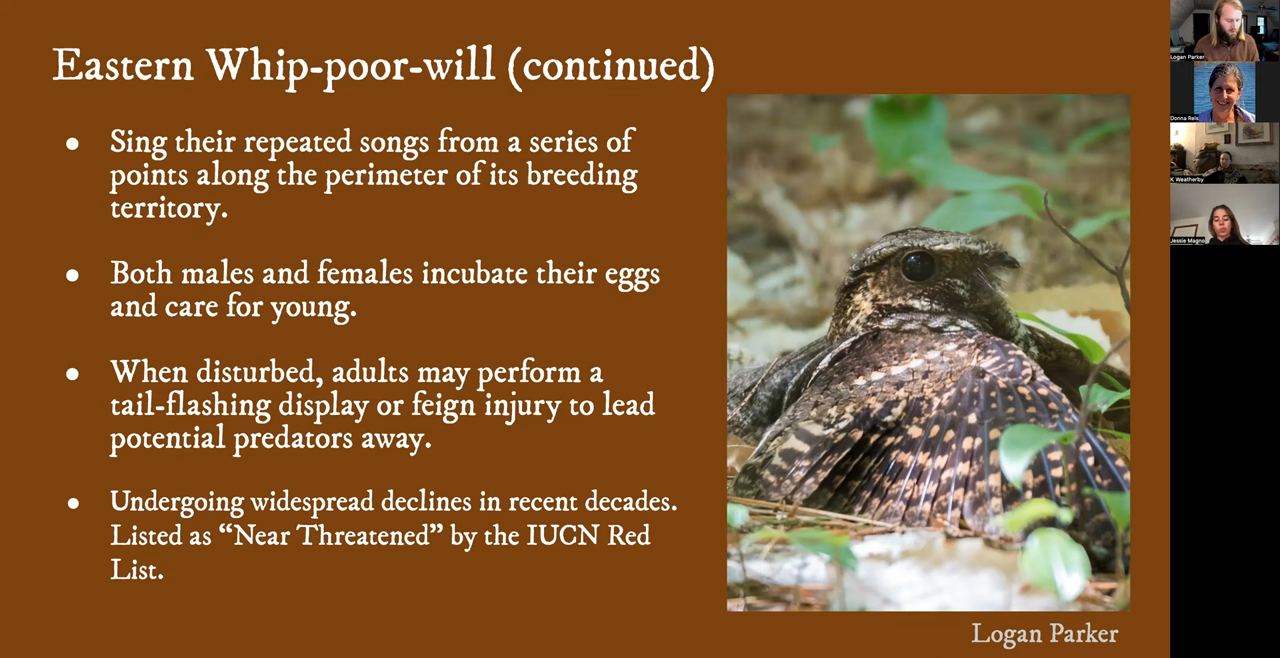 Eastern Whip-poor-will (continued)
● Sing their repeated songs from a series of
points along the perimeter of its breeding
territory.
● Both males and females incubate their eggs
and care for young.
● When disturbed, adults may perform a
tail-flashing display or feign injury to lead
potential predators away.
● Undergoing widespread declines in recent decades.
Listed as “Near Threatened” by the IUCN Red
List.
Logan Parker
Logan Parker
Donna Reis
K Weatherby
Jessie Magno